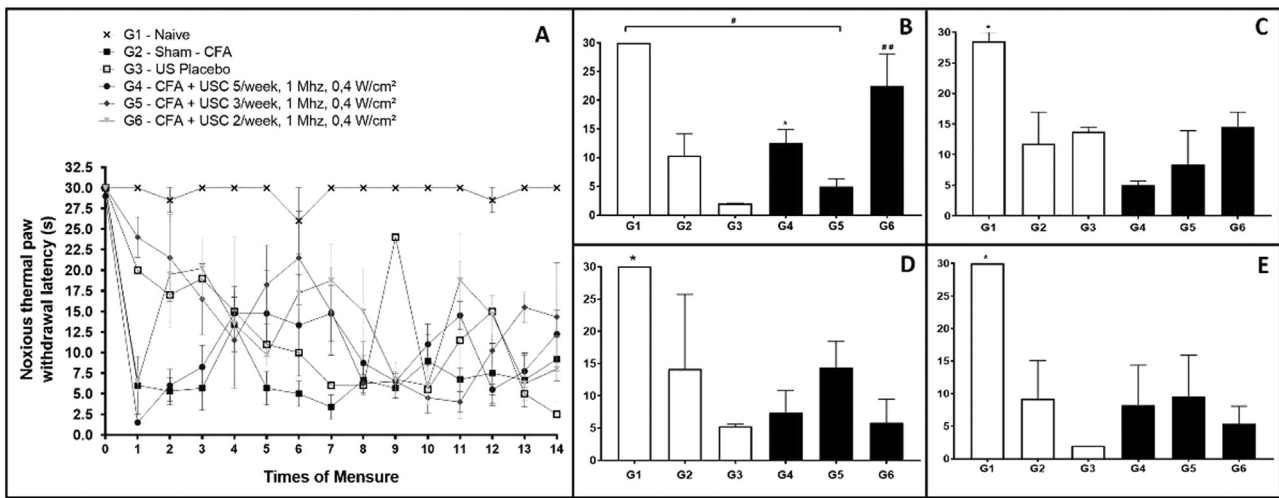 A
G1 - Naive
G2 - Sham - CFA
G3 - US Placebo
G4 - CFA + USC 5/week, 1 Mhz, 0,4 W/cm²
G5 - CFA + USC 3/week, 1 Mhz, 0,4 W/cm²
G6 - CFA + USC 2/week, 1 Mhz, 0,4 W/cm²
Noxious thermal paw
withdrawal latency (s)
32.5
30.0
27.5
25.0
22.5
20.0
17.5
15.0
12.5
10.0
7.5
5.0
2.5
0.0
0 1 2 3 4 5 6 7 8 9 10 11 12 13 14
Times of Mensure
B
#
##
*
30
25
20
15
10
5
0
G1 G2 G3 G4 G5 G6
C
*
30
25
20
15
10
5
0
G1 G2 G3 G4 G5 G6
D
*
30
25
20
15
10
5
0
G1 G2 G3 G4 G5 G6
E
*
30
25
20
15
10
5
0
G1 G2 G3 G4 G5 G6